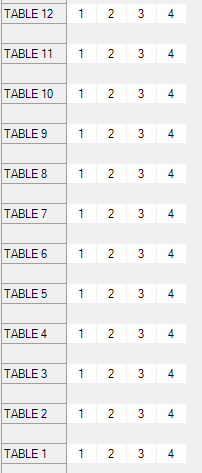 TABLE 12 1 2 3 4
TABLE 11 1 2 3 4
TABLE 10 1 2 3 4
TABLE 9 1 2 3 4
TABLE 8 1 2 3 4
TABLE 7 1 2 3 4
TABLE 6 1 2 3 4
TABLE 5 1 2 3 4
TABLE 4 1 2 3 4
TABLE 3 1 2 3 4
TABLE 2 1 2 3 4
TABLE 1 1 2 3 4